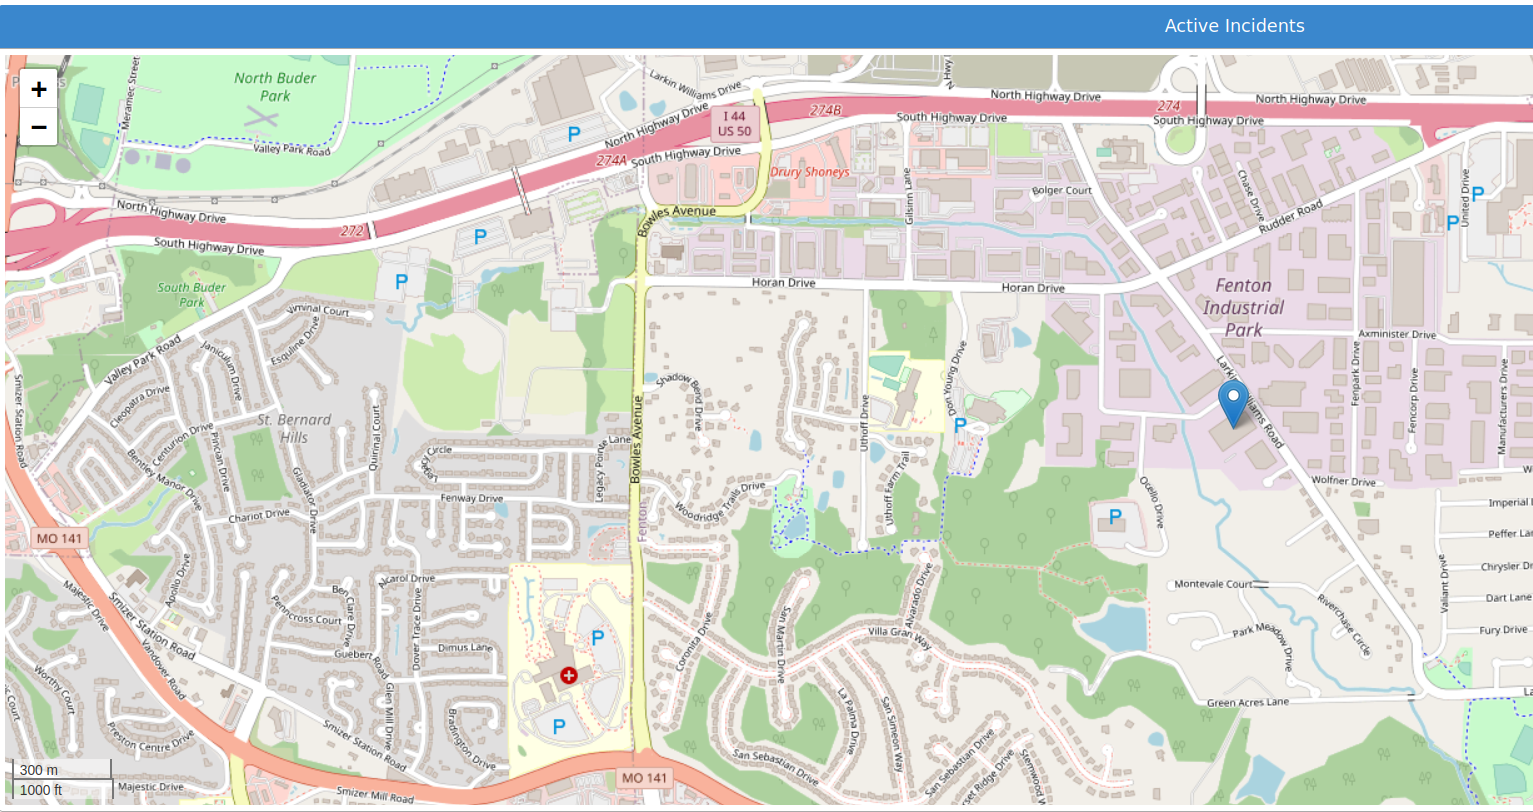 Active Incidents
+
−
North Buder
Park
Meramec Street
Valley Park Road
Larkin Williams Drive
North Highway Drive
I 44
US 50
274B
274A
South Highway Drive
North Highway Drive
South Highway Drive
274
North Highway Drive
South Highway Drive
N Hwy
Drury Shoneys
Gilsinn Lane
Bolger Court
Chase Drive
Rudder Road
United Drive
P
P
P
P
P
North Highway Drive
South Highway Drive
272
Bowles Avenue
South Buder
Park
Horan Drive
Horan Drive
Fenton
Industrial
Park
Axminister Drive
Valley Park Road
Janiculum Drive
Esquiline Drive
Viminal Court
Cleopatra Drive
Centurion Drive
Bentley Manor Drive
Pincian Drive
St. Bernard
Hills
Quirinal Court
Smizer Station Road
Shadow Bend Drive
Bowles Avenue
Uthoff Drive
Don Young Drive
P
Larkin Williams Road
Fenpark Drive
Fencorp Drive
Manufacturers Drive
Circle
Legacy Pointe Lane
Fenway Drive
Gladiator Drive
Chariot Drive
Woodridge Trails Drive
Uthoff Farm Trail
Ocello Drive
P
Wolfner Drive
Imperial
Peffer La
Chrysler Dr
Dart Lane
Fury Drive
Valiant Drive
MO 141
Fenton
Majestic Drive
Apollo Drive
Alcarol Drive
Ben Clare Drive
Penncross Court
Dover Trace Drive
Guebert Road
Dimus Lane
Glen Mill Drive
Smizer Station Road
Vandover Road
Worthy Court
Court
Preston Centre Drive
Majestic Drive
Smizer Station Road
Bradington Drive
Smizer Mill Road
MO 141
P
P
Coronita Drive
San Martin Drive
Alvarado Drive
Villa Gran Way
La Palma Drive
San Simeon Way
San Sebastian Drive
San Sebastian Drive
set Ridge Drive
Montevale Court
Riverchase Circle
Park Meadow Drive
Green Acres Lane
La
300 m
1000 ft